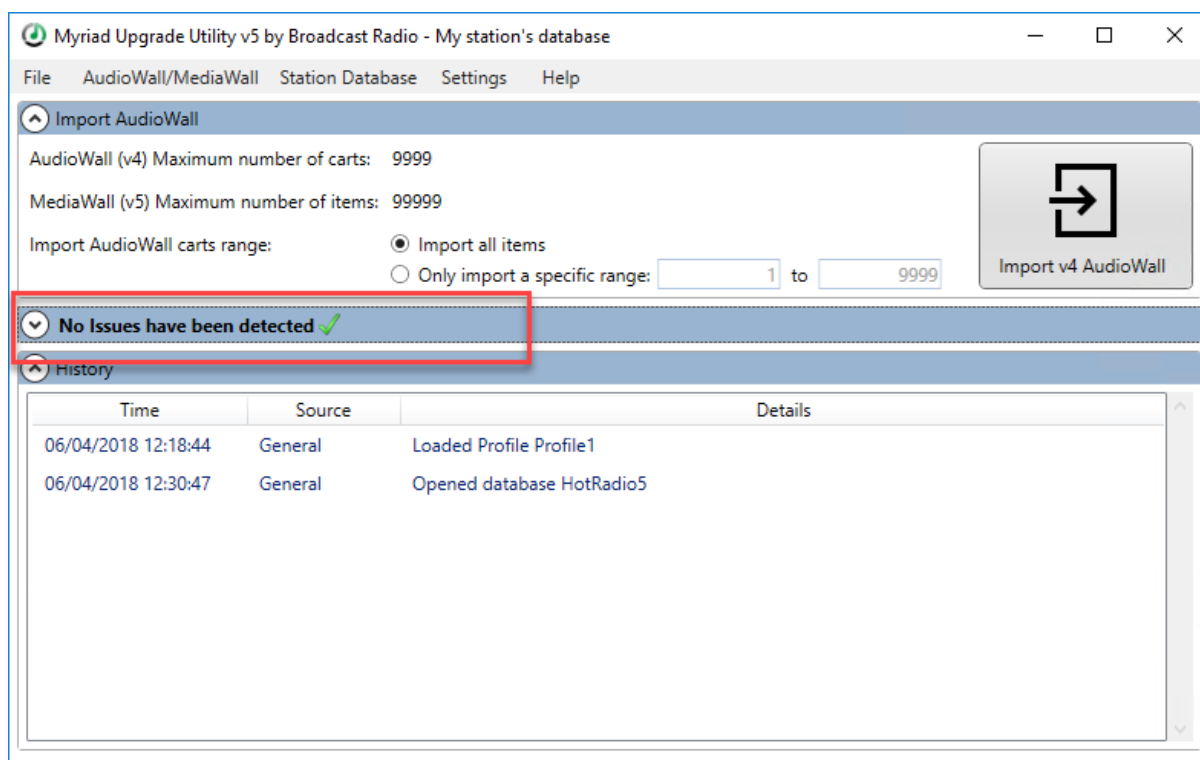 Myriad Upgrade Utility v5 by Broadcast Radio - My station's database
File AudioWall/MediaWall Station Database Settings Help
Import AudioWall
AudioWall (v4) Maximum number of carts: 9999
MediaWall (v5) Maximum number of items: 99999
Import AudioWall carts range: Import all items
Only import a specific range: 1 to 9999
Import v4 AudioWall
No Issues have been detected
History
Time Source Details
06/04/2018 12:18:44 General Loaded Profile Profile1
06/04/2018 12:30:47 General Opened database HotRadio5